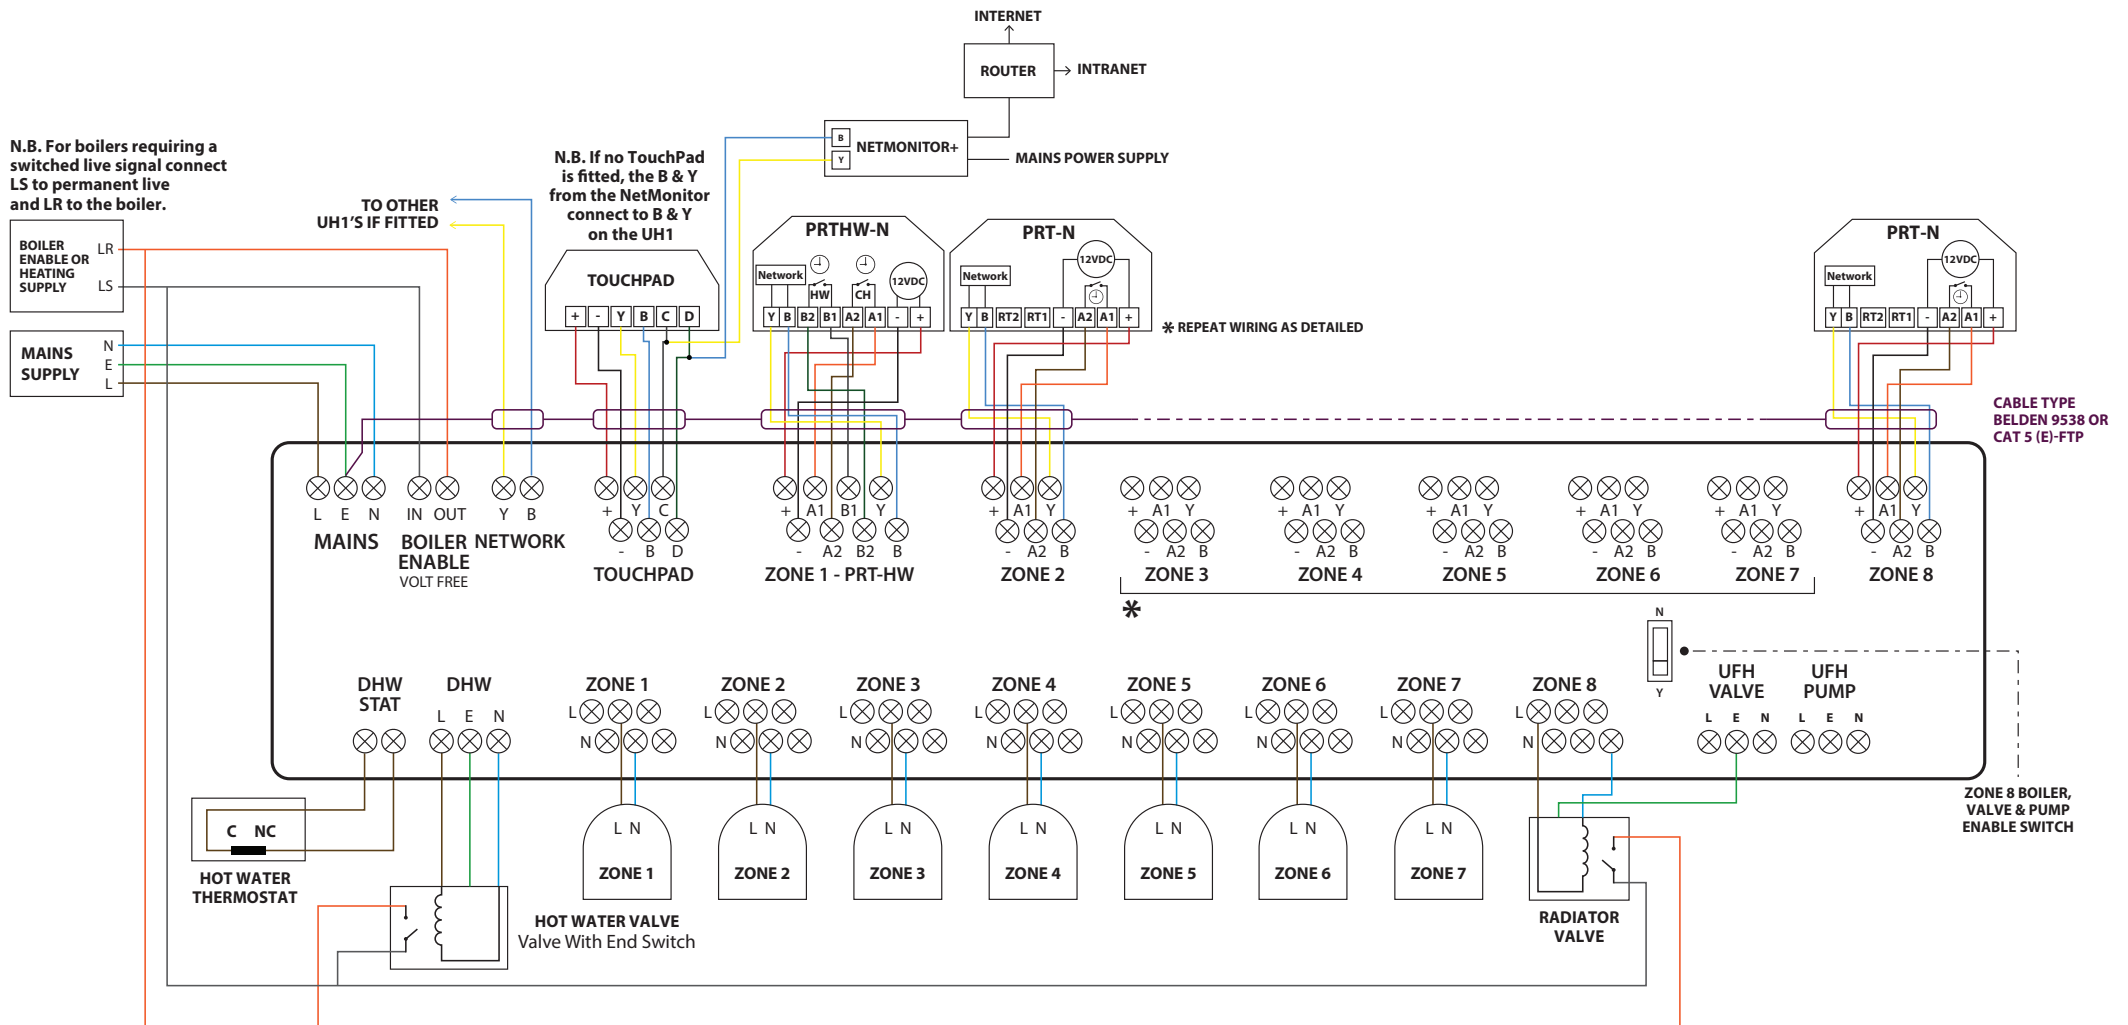 INTERNET
ROUTER
INTRANET
B
Y
NETMONITOR+
MAINS POWER SUPPLY
N.B. For boilers requiring a
switched live signal connect
LS to permanent live
and LR to the boiler.
N.B. If no TouchPad
is fitted, the B & Y
from the NetMonitor
connect to B & Y
on the UH1
TO OTHER
UH1'S IF FITTED
BOILER
ENABLE OR
HEATING
SUPPLY
LR
LS
MAINS
SUPPLY
N
E
L
TOUCHPAD
+ - Y B C D
PRTHW-N
Network
HW
CH
12VDC
Y B B2 B1 A2 A1 - +
PRT-N
12VDC
Network
Y B RT2 RT1 - A2 A1 +
* REPEAT WIRING AS DETAILED
PRT-N
12VDC
Network
Y B RT2 RT1 - A2 A1 +
CABLE TYPE
BELDEN 9538 OR
CAT 5 (E)-FTP
L E N
MAINS
IN OUT
BOILER
ENABLE
VOLT FREE
Y B
NETWORK
+ Y C
- B D
TOUCHPAD
+ A1 B1 Y
- A2 B2 B
ZONE 1 - PRT-HW
+ A1 Y
- A2 B
ZONE 2
+ A1 Y
- A2 B
ZONE 3
+ A1 Y
- A2 B
ZONE 4
+ A1 Y
- A2 B
ZONE 5
+ A1 Y
- A2 B
ZONE 6
+ A1 Y
- A2 B
ZONE 7
+ A1 Y
- A2 B
ZONE 8
*
N
Y
DHW
STAT
DHW
L E N
ZONE 1
L
N
ZONE 2
L
N
ZONE 3
L
N
ZONE 4
L
N
ZONE 5
L
N
ZONE 6
L
N
ZONE 7
L
N
ZONE 8
L
N
UFH
VALVE
L E N
UFH
PUMP
L E N
ZONE 8 BOILER,
VALVE & PUMP
ENABLE SWITCH
C NC
HOT WATER
THERMOSTAT
HOT WATER VALVE
Valve With End Switch
L N
ZONE 1
L N
ZONE 2
L N
ZONE 3
L N
ZONE 4
L N
ZONE 5
L N
ZONE 6
L N
ZONE 7
RADIATOR
VALVE